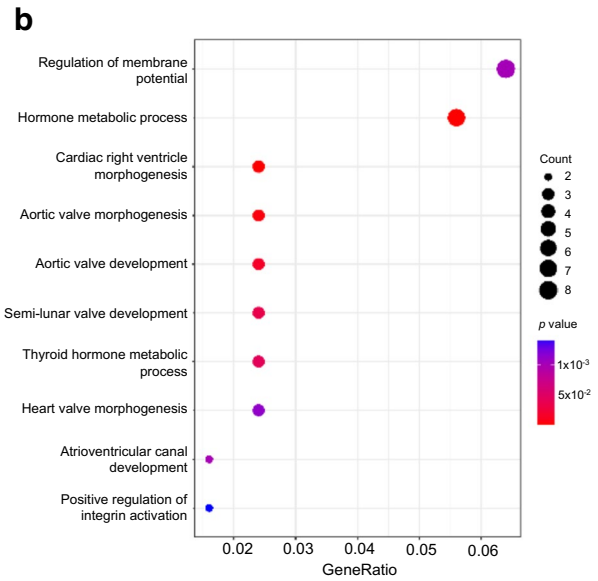 b
Regulation of membrane
potential
Hormone metabolic process
Cardiac right ventricle
morphogenesis
Aortic valve morphogenesis
Aortic valve development
Semi-lunar valve development
Thyroid hormone metabolic
process
Heart valve morphogenesis
Atrioventricular canal
development
Positive regulation of
integrin activation
0.02 0.03 0.04 0.05 0.06
GeneRatio
Count
2
3
4
5
6
7
8
p value
1x10⁻³
5x10⁻²